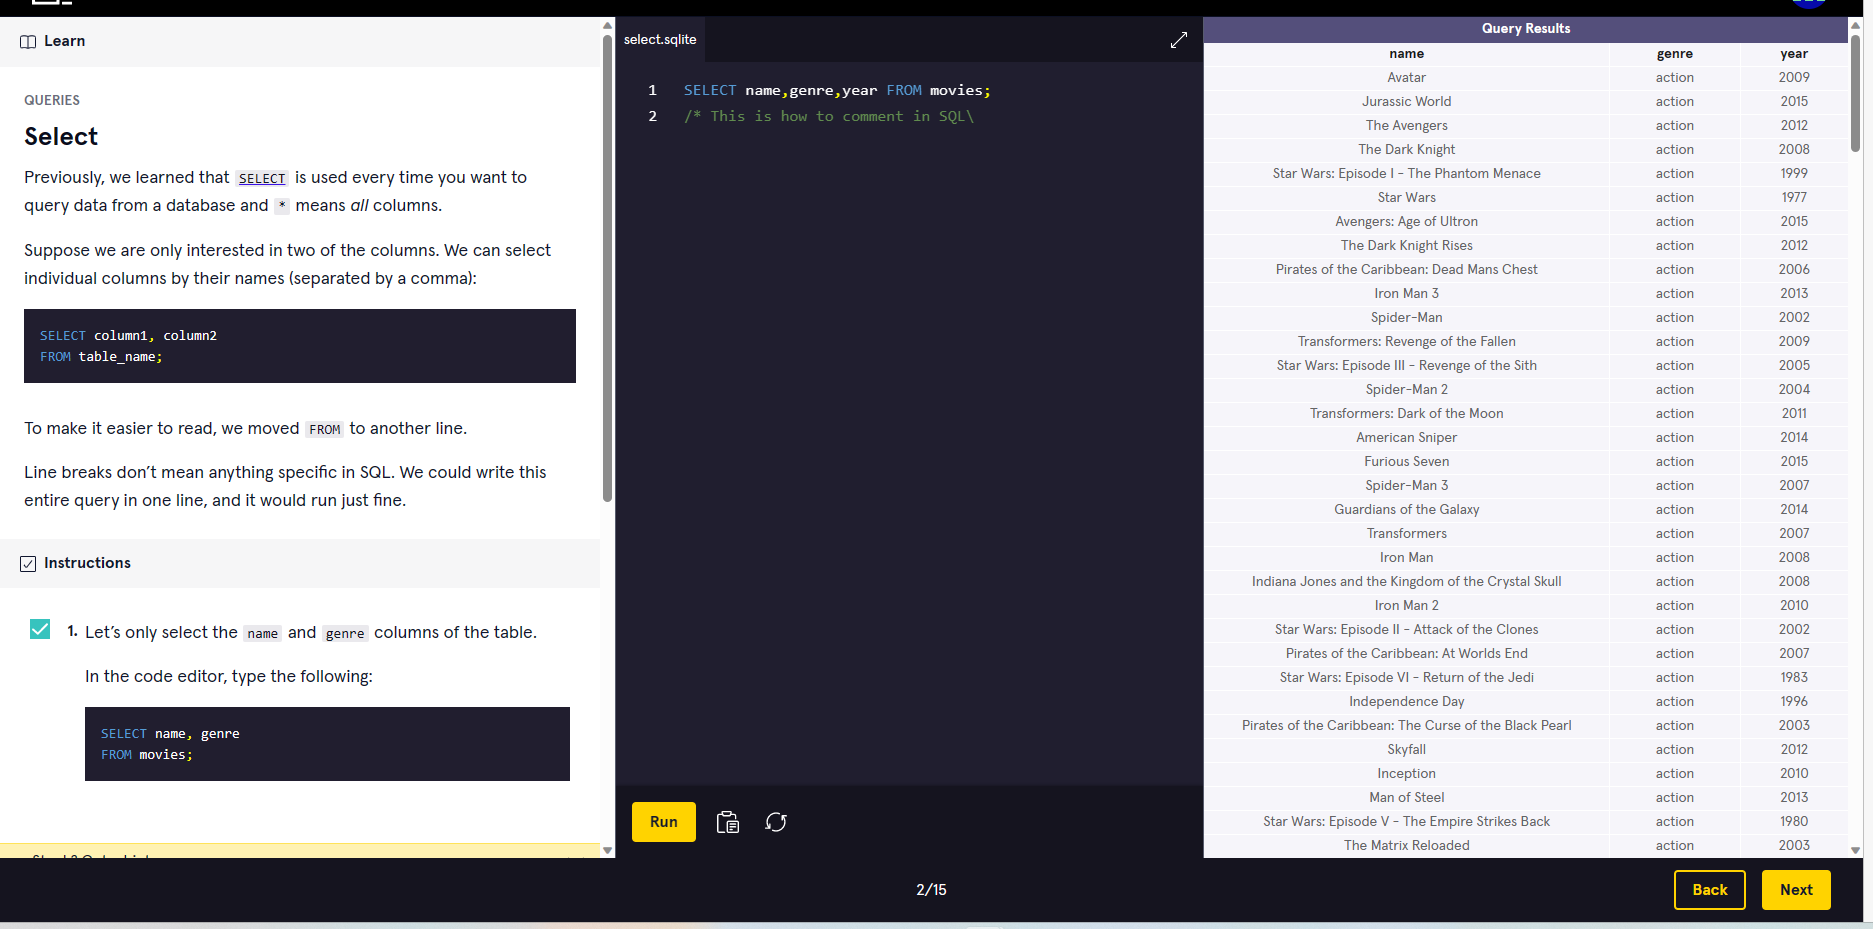 Learn
QUERIES
Select
Previously, we learned that SELECT is used every time you want to
query data from a database and * means all columns.
Suppose we are only interested in two of the columns. We can select
individual columns by their names (separated by a comma):
SELECT column1, column2
FROM table_name;
To make it easier to read, we moved FROM to another line.
Line breaks don’t mean anything specific in SQL. We could write this
entire query in one line, and it would run just fine.
Instructions
1. Let’s only select the name and genre columns of the table.
In the code editor, type the following:
SELECT name, genre
FROM movies;
select.sqlite
1 SELECT name,genre,year FROM movies;
2 /* This is how to comment in SQL\
Run
Query Results
name genre year
Avatar action 2009
Jurassic World action 2015
The Avengers action 2012
The Dark Knight action 2008
Star Wars: Episode I - The Phantom Menace action 1999
Star Wars action 1977
Avengers: Age of Ultron action 2015
The Dark Knight Rises action 2012
Pirates of the Caribbean: Dead Mans Chest action 2006
Iron Man 3 action 2013
Spider-Man action 2002
Transformers: Revenge of the Fallen action 2009
Star Wars: Episode III - Revenge of the Sith action 2005
Spider-Man 2 action 2004
Transformers: Dark of the Moon action 2011
American Sniper action 2014
Furious Seven action 2015
Spider-Man 3 action 2007
Guardians of the Galaxy action 2014
Transformers action 2007
Iron Man action 2008
Indiana Jones and the Kingdom of the Crystal Skull action 2008
Iron Man 2 action 2010
Star Wars: Episode II - Attack of the Clones action 2002
Pirates of the Caribbean: At Worlds End action 2007
Star Wars: Episode VI - Return of the Jedi action 1983
Independence Day action 1996
Pirates of the Caribbean: The Curse of the Black Pearl action 2003
Skyfall action 2012
Inception action 2010
Man of Steel action 2013
Star Wars: Episode V - The Empire Strikes Back action 1980
The Matrix Reloaded action 2003
2/15
Back
Next